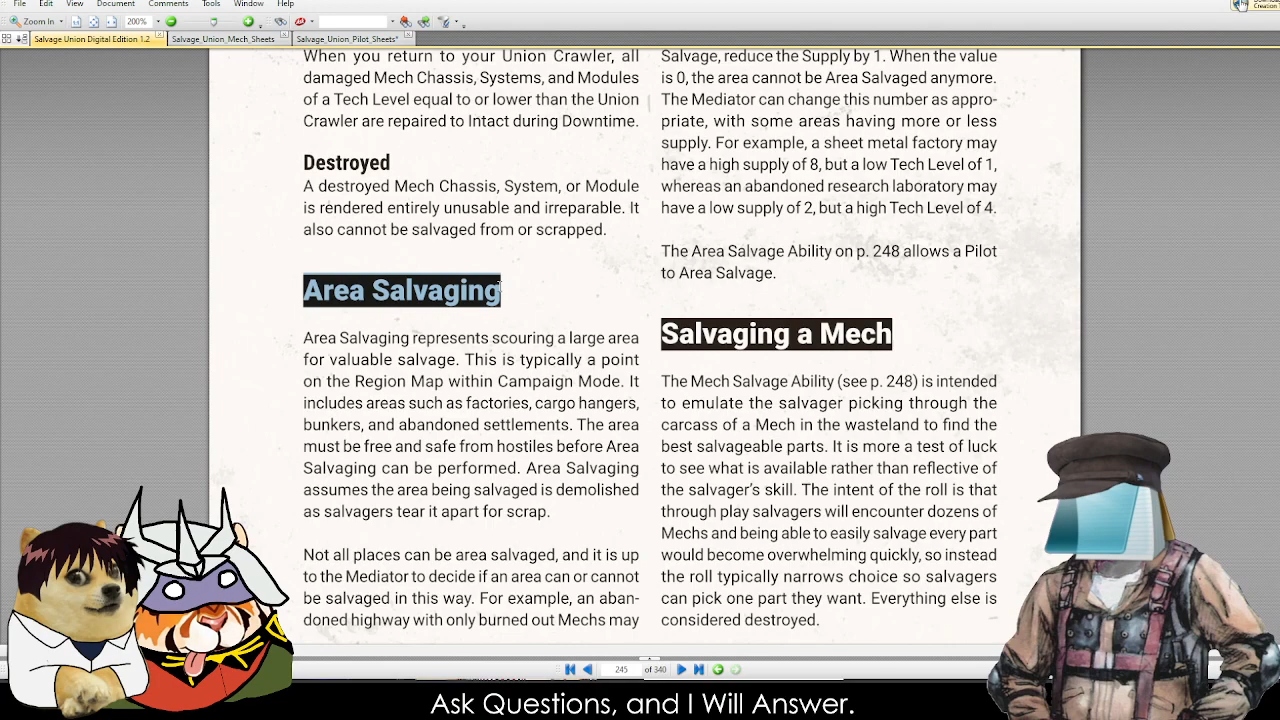 File Edit View Document Comments Tools Window Help
Zoom In 200%
Salvage Union Digital Edition 1.2 Salvage_Union_Mech_Sheets Salvage_Union_Pilot_Sheets*
When you return to your Union Crawler, all
damaged Mech Chassis, Systems, and Modules
of a Tech Level equal to or lower than the Union
Crawler are repaired to Intact during Downtime.
Destroyed
A destroyed Mech Chassis, System, or Module
is rendered entirely unusable and irreparable. It
also cannot be salvaged from or scrapped.
Area Salvaging
Area Salvaging represents scouring a large area
for valuable salvage. This is typically a point
on the Region Map within Campaign Mode. It
includes areas such as factories, cargo hangers,
bunkers, and abandoned settlements. The area
must be free and safe from hostiles before Area
Salvaging can be performed. Area Salvaging
assumes the area being salvaged is demolished
as salvagers tear it apart for scrap.
Not all places can be area salvaged, and it is up
to the Mediator to decide if an area can or cannot
be salvaged in this way. For example, an aban-
doned highway with only burned out Mechs may
Salvage, reduce the Supply by 1. When the value
is 0, the area cannot be Area Salvaged anymore.
The Mediator can change this number as appro-
priate, with some areas having more or less
supply. For example, a sheet metal factory may
have a high supply of 8, but a low Tech Level of 1,
whereas an abandoned research laboratory may
have a low supply of 2, but a high Tech Level of 4.
The Area Salvage Ability on p. 248 allows a Pilot
to Area Salvage.
Salvaging a Mech
The Mech Salvage Ability (see p. 248) is intended
to emulate the salvager picking through the
carcass of a Mech in the wasteland to find the
best salvageable parts. It is more a test of luck
to see what is available rather than reflective of
the salvager's skill. The intent of the roll is that
through play salvagers will encounter dozens of
Mechs and being able to easily salvage every part
would become overwhelming quickly, so instead
the roll typically narrows choice so salvagers
can pick one part they want. Everything else is
considered destroyed.
245 of 340
Ask Questions, and I Will Answer.